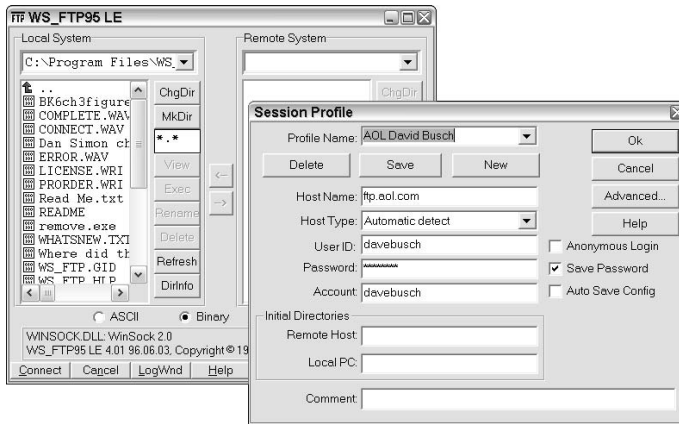 WS_FTP95 LE
Local System
C:\Program Files\WS_
..
BK6ch3figure
COMPLETE.WAV
CONNECT.WAV
Dan Simon ch
ERROR.WAV
LICENSE.WRI
PRORDER.WRI
Read Me.txt
README
remove.exe
WHATSNEW.TXT
Where did th
WS_FTP.GID
WS_FTP.HLP
ChgDir
MkDir
*.*
View
Exec
Rename
Delete
Refresh
DirInfo
<--
-->
Remote System
ChgDir
ASCII
Binary
WINSOCK.DLL: WinSock 2.0
WS_FTP95 LE 4.01 96.06.03, Copyright © 19
Connect Cancel LogWnd Help
Session Profile
Profile Name: AOL David Busch
Delete Save New
Host Name: ftp.aol.com
Host Type: Automatic detect
User ID: davebusch
Password: ********
Account: davebusch
Initial Directories
Remote Host:
Local PC:
Comment:
Ok
Cancel
Advanced...
Help
Anonymous Login
Save Password
Auto Save Config